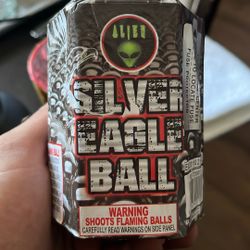 ALIEN
SILVER
EAGLE
BALL
WARNING
SHOOTS FLAMING BALLS
CAREFULLY READ WARNINGS ON SIDE PANEL